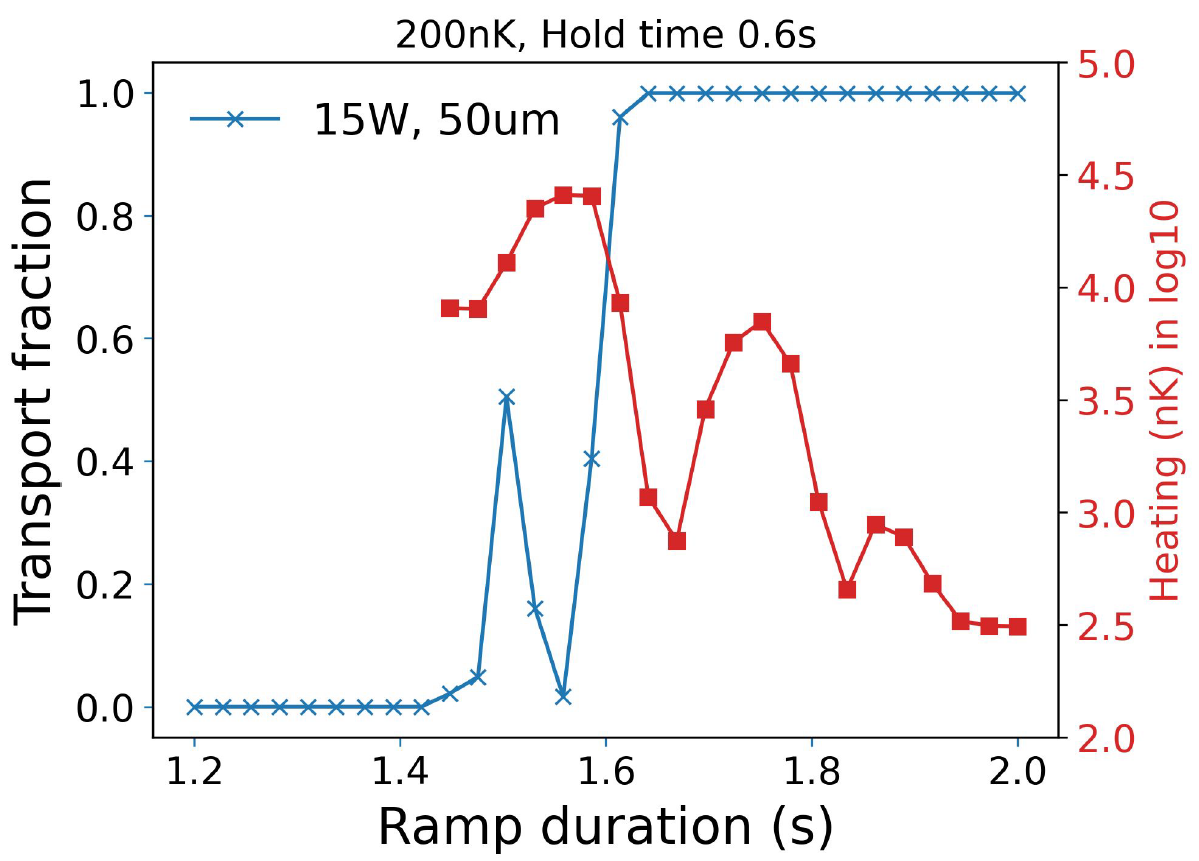 200nK, Hold time 0.6s
15W, 50um
Transport fraction
1.0
0.8
0.6
0.4
0.2
0.0
5.0
4.5
4.0
3.5
3.0
2.5
2.0
Heating (nK) in log10
1.2 1.4 1.6 1.8 2.0
Ramp duration (s)